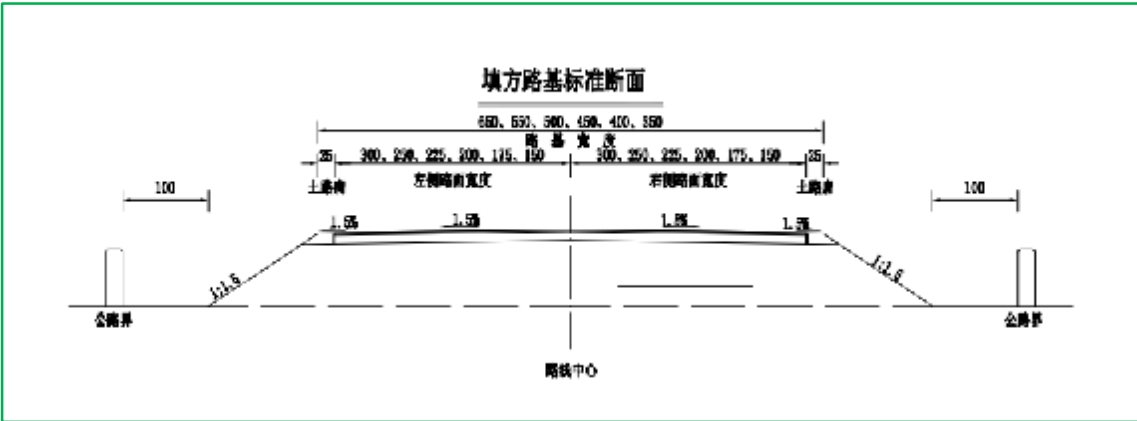 填方路基标准断面
650、550、500、450、400、350
路 基 宽 度
25 300、250、225、200、175、150 300、250、225、200、175、150 25
土路肩 左侧路面宽度 右侧路面宽度 土路肩
100 100
1.5% 1.5% 1.5% 1.5%
1:1.5 1:1.5
公路界 公路界
路线中心